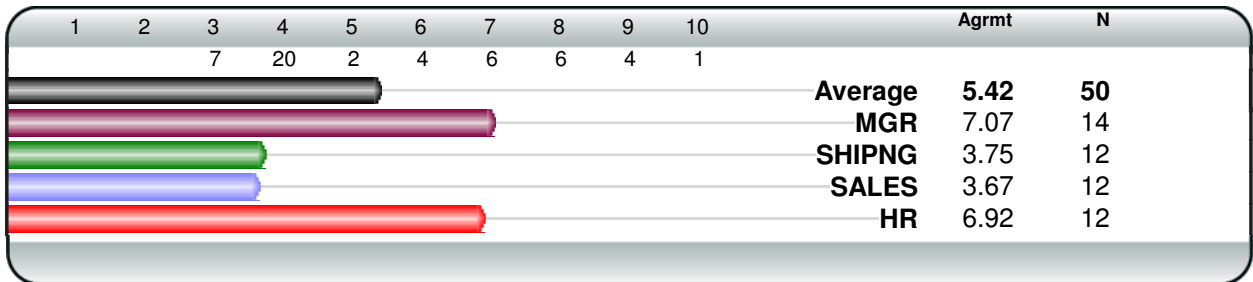 1 2 3 4 5 6 7 8 9 10 Agrmt N
7 20 2 4 6 6 4 1
Average 5.42 50
MGR 7.07 14
SHIPNG 3.75 12
SALES 3.67 12
HR 6.92 12